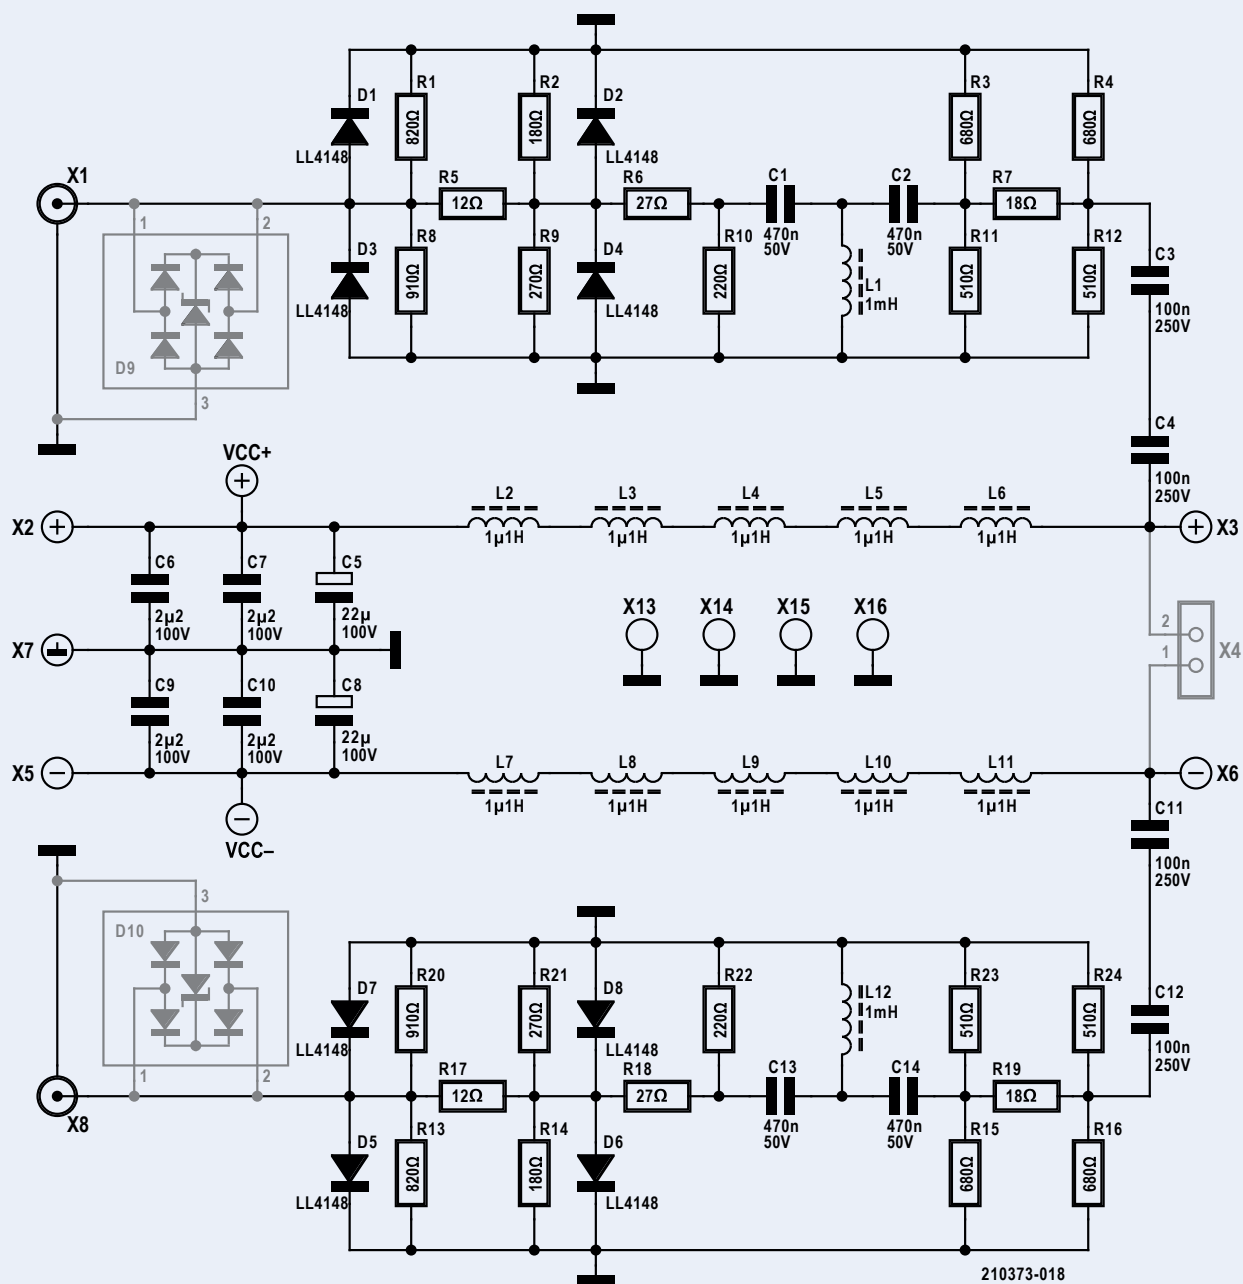 R1
R2
R3
R4
D1
D2
820Ω
180Ω
680Ω
680Ω
LL4148
LL4148
X1
R5
R6
C1
C2
R7
12Ω
27Ω
18Ω
1
2
470n
50V
470n
50V
D3
R8
R9
D4
R10
R11
R12
C3
910Ω
270Ω
220Ω
L1
1mH
510Ω
510Ω
100n
250V
LL4148
LL4148
D9
3
C4
100n
250V
VCC+
L2
L3
L4
L5
L6
X2
X3
1µ1H
1µ1H
1µ1H
1µ1H
1µ1H
C6
C7
C5
2µ2
100V
2µ2
100V
22µ
100V
X13
X14
X15
X16
X7
2
1
X4
C9
C10
C8
2µ2
100V
2µ2
100V
22µ
100V
L7
L8
L9
L10
L11
X5
X6
1µ1H
1µ1H
1µ1H
1µ1H
1µ1H
VCC–
C11
100n
250V
3
D10
D7
R20
R21
D8
R22
L12
1mH
R23
R24
C12
910Ω
270Ω
220Ω
510Ω
510Ω
100n
250V
LL4148
LL4148
1
2
R17
R18
C13
C14
R19
12Ω
27Ω
18Ω
X8
470n
50V
470n
50V
D5
R13
R14
D6
R15
R16
820Ω
180Ω
680Ω
680Ω
LL4148
LL4148
210373-018